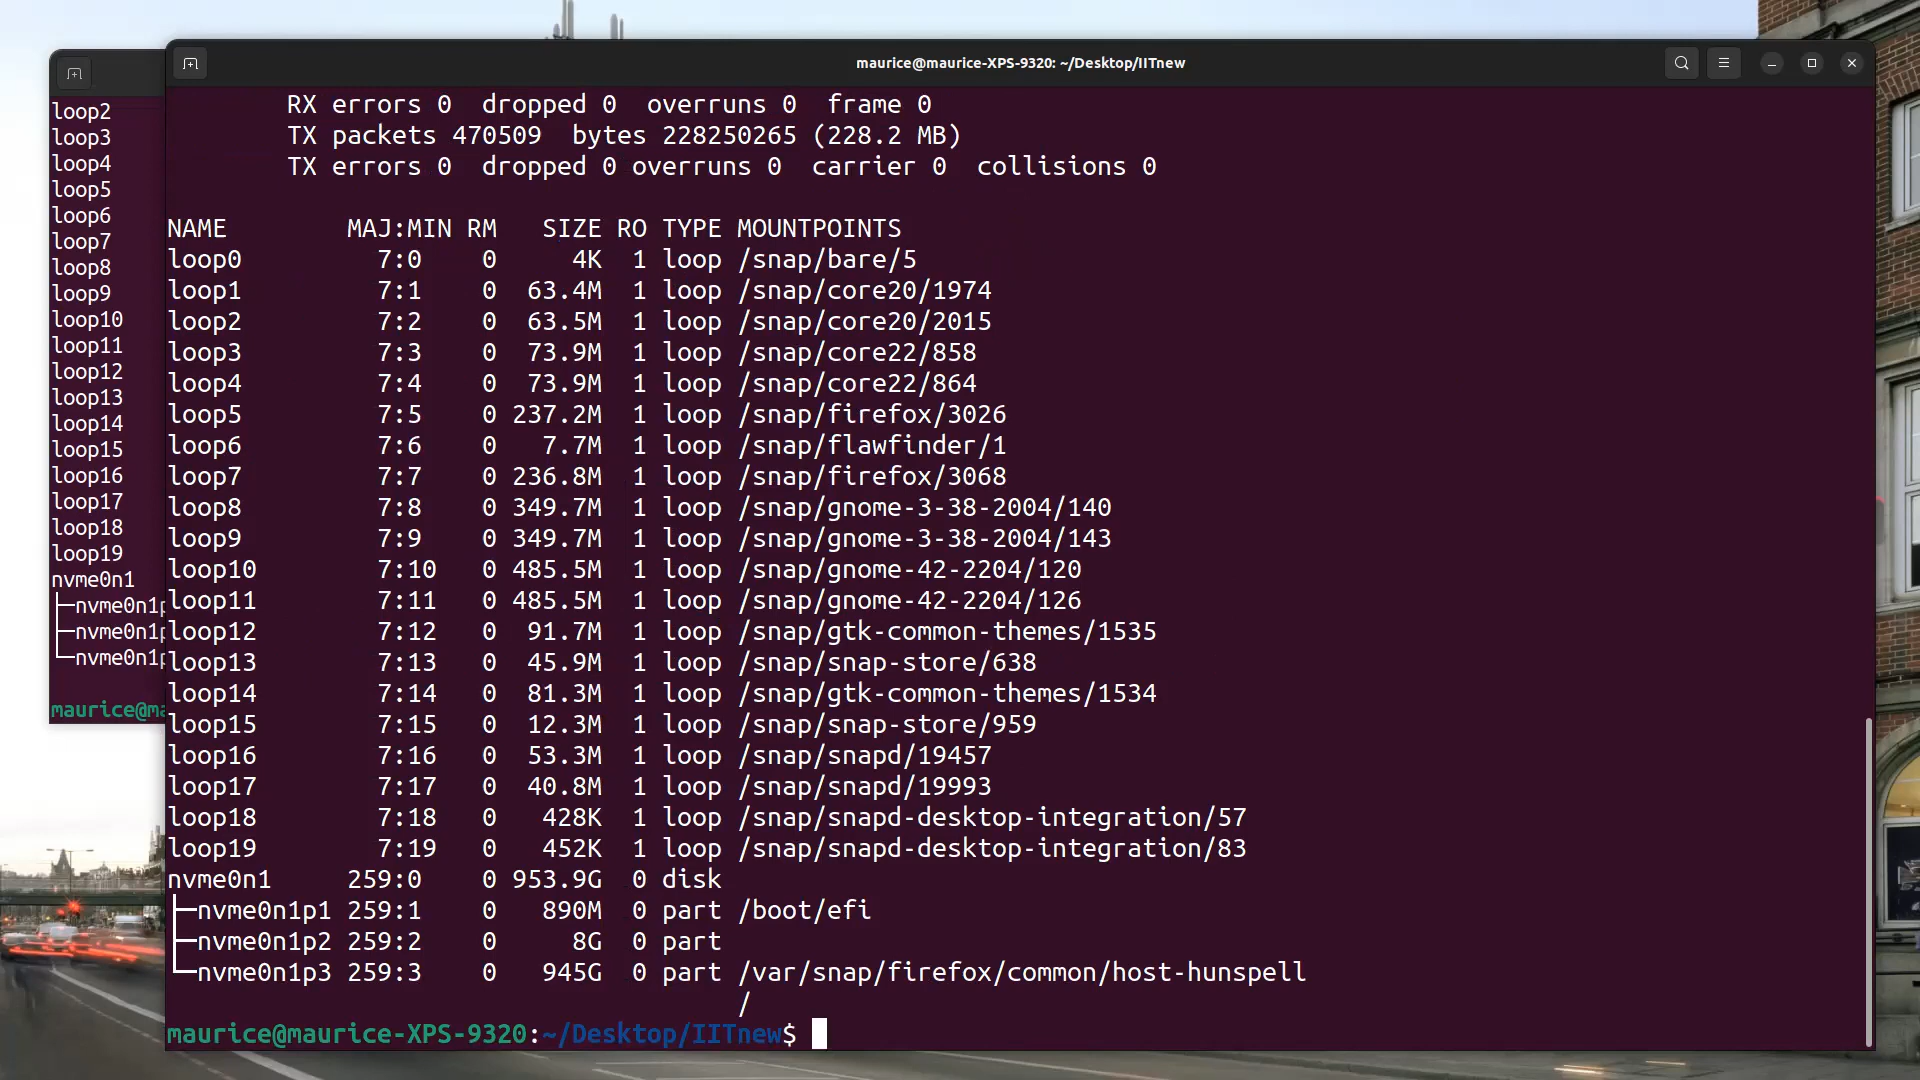 maurice@maurice-XPS-9320: ~/Desktop/IITnew
loop2
loop3
loop4
loop5
loop6
loop7
loop8
loop9
loop10
loop11
loop12
loop13
loop14
loop15
loop16
loop17
loop18
loop19
nvme0n1
├─nvme0n1p
├─nvme0n1p
└─nvme0n1p
maurice@ma
RX errors 0  dropped 0  overruns 0  frame 0
TX packets 470509  bytes 228250265 (228.2 MB)
TX errors 0  dropped 0 overruns 0  carrier 0  collisions 0
NAME        MAJ:MIN RM   SIZE RO TYPE MOUNTPOINTS
loop0         7:0    0     4K  1 loop /snap/bare/5
loop1         7:1    0  63.4M  1 loop /snap/core20/1974
loop2         7:2    0  63.5M  1 loop /snap/core20/2015
loop3         7:3    0  73.9M  1 loop /snap/core22/858
loop4         7:4    0  73.9M  1 loop /snap/core22/864
loop5         7:5    0 237.2M  1 loop /snap/firefox/3026
loop6         7:6    0   7.7M  1 loop /snap/flawfinder/1
loop7         7:7    0 236.8M  1 loop /snap/firefox/3068
loop8         7:8    0 349.7M  1 loop /snap/gnome-3-38-2004/140
loop9         7:9    0 349.7M  1 loop /snap/gnome-3-38-2004/143
loop10        7:10   0 485.5M  1 loop /snap/gnome-42-2204/120
loop11        7:11   0 485.5M  1 loop /snap/gnome-42-2204/126
loop12        7:12   0  91.7M  1 loop /snap/gtk-common-themes/1535
loop13        7:13   0  45.9M  1 loop /snap/snap-store/638
loop14        7:14   0  81.3M  1 loop /snap/gtk-common-themes/1534
loop15        7:15   0  12.3M  1 loop /snap/snap-store/959
loop16        7:16   0  53.3M  1 loop /snap/snapd/19457
loop17        7:17   0  40.8M  1 loop /snap/snapd/19993
loop18        7:18   0   428K  1 loop /snap/snapd-desktop-integration/57
loop19        7:19   0   452K  1 loop /snap/snapd-desktop-integration/83
nvme0n1     259:0    0 953.9G  0 disk
├─nvme0n1p1 259:1    0   890M  0 part /boot/efi
├─nvme0n1p2 259:2    0     8G  0 part
└─nvme0n1p3 259:3    0   945G  0 part /var/snap/firefox/common/host-hunspell
/
maurice@maurice-XPS-9320:~/Desktop/IITnew$